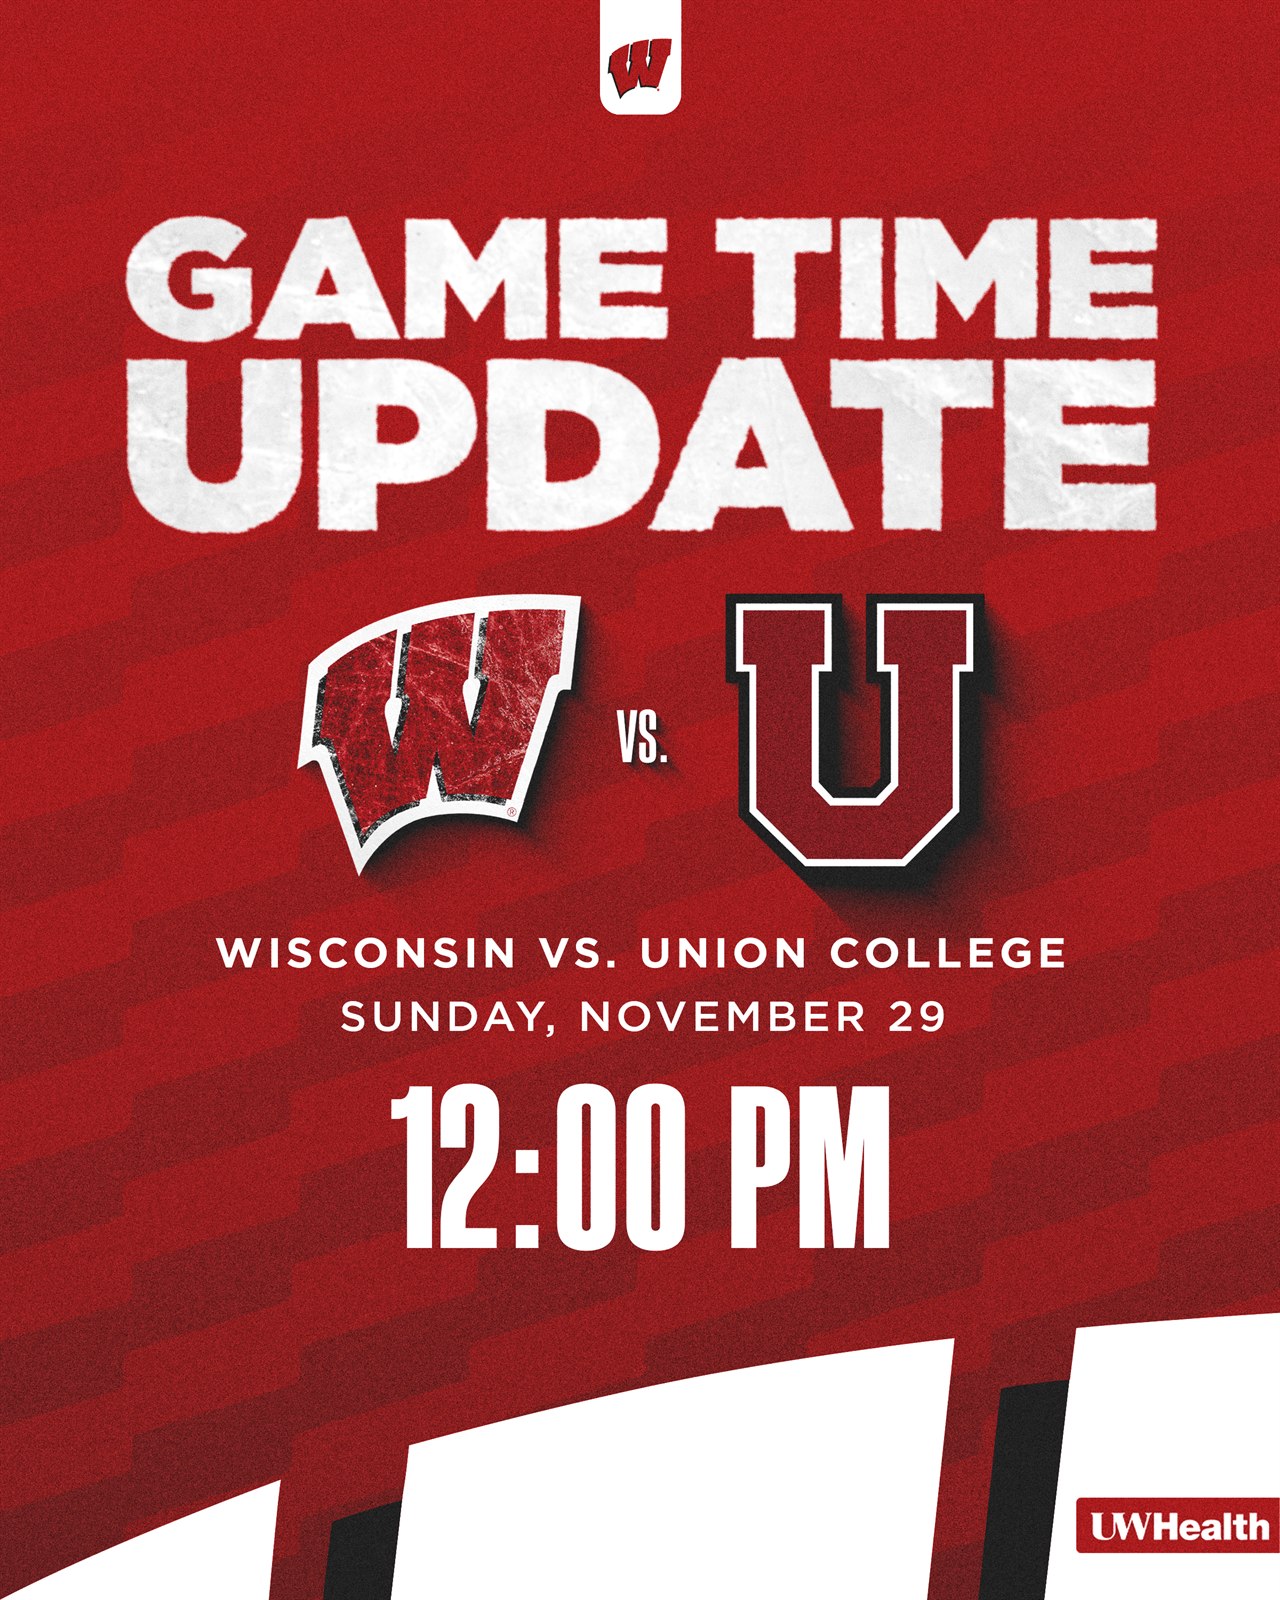 W
GAME TIME
UPDATE
W VS. U
®
WISCONSIN VS. UNION COLLEGE
SUNDAY, NOVEMBER 29
12:00 PM
UWHealth